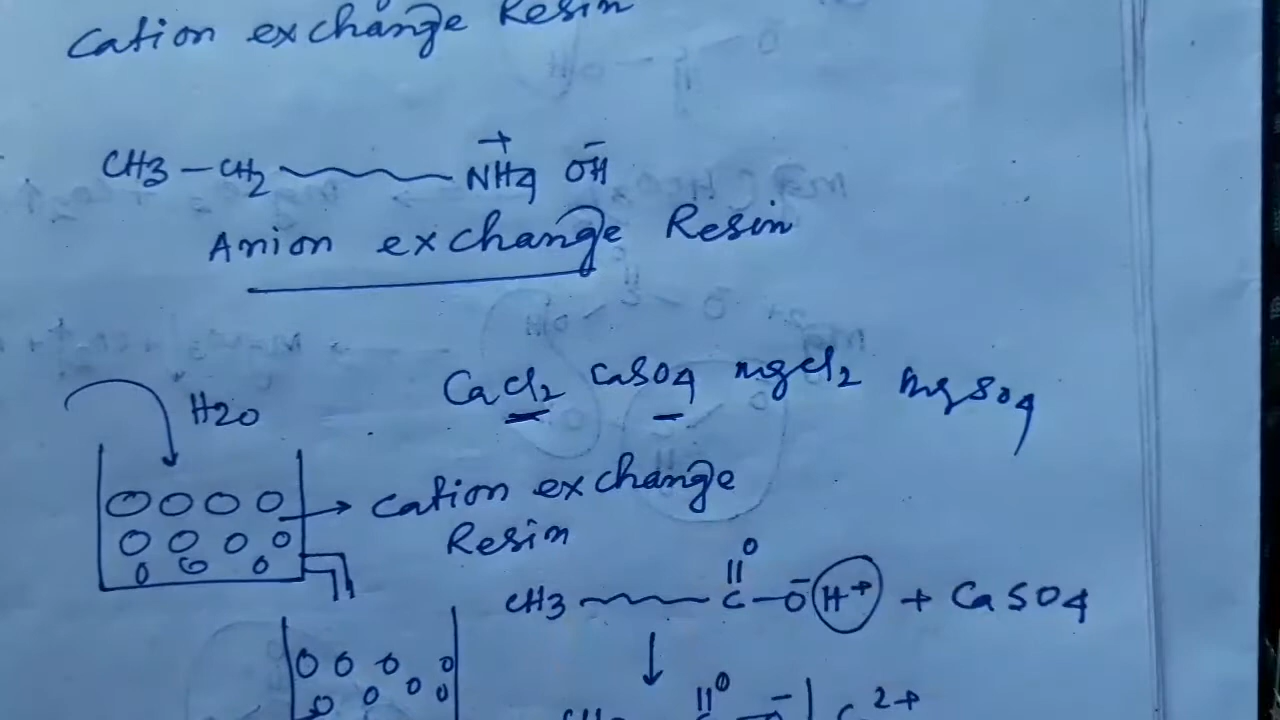 Cation exchange Resin
CH3 – CH2 NH4⁺ OH⁻
Anion exchange Resin
H2O
CaCl2 CaSO4 MgCl2 MgSO4
Cation exchange
Resin
CH3 C(=O) – O⁻ H⁺ + CaSO4